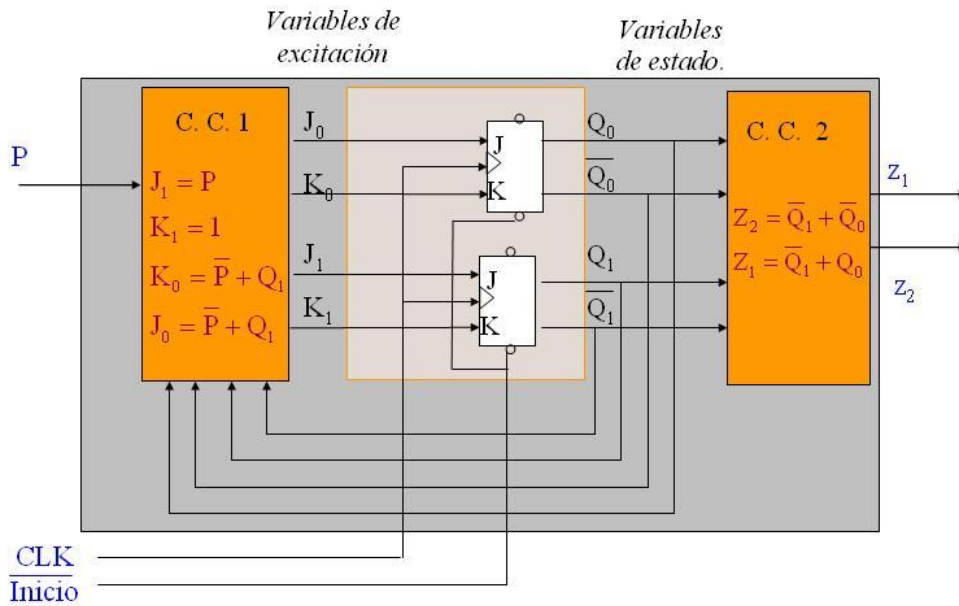 Variables de
excitación
Variables
de estado.
P
C. C. 1
J₁ = P
K₁ = 1
K₀ = P̅ + Q₁
J₀ = P̅ + Q₁
J₀
K₀
J₁
K₁
J
K
J
K
Q₀
Q̅₀
Q₁
Q̅₁
C. C. 2
Z₂ = Q̅₁ + Q̅₀
Z₁ = Q̅₁ + Q₀
z₁
z₂
CLK
I̅n̅i̅c̅i̅o̅